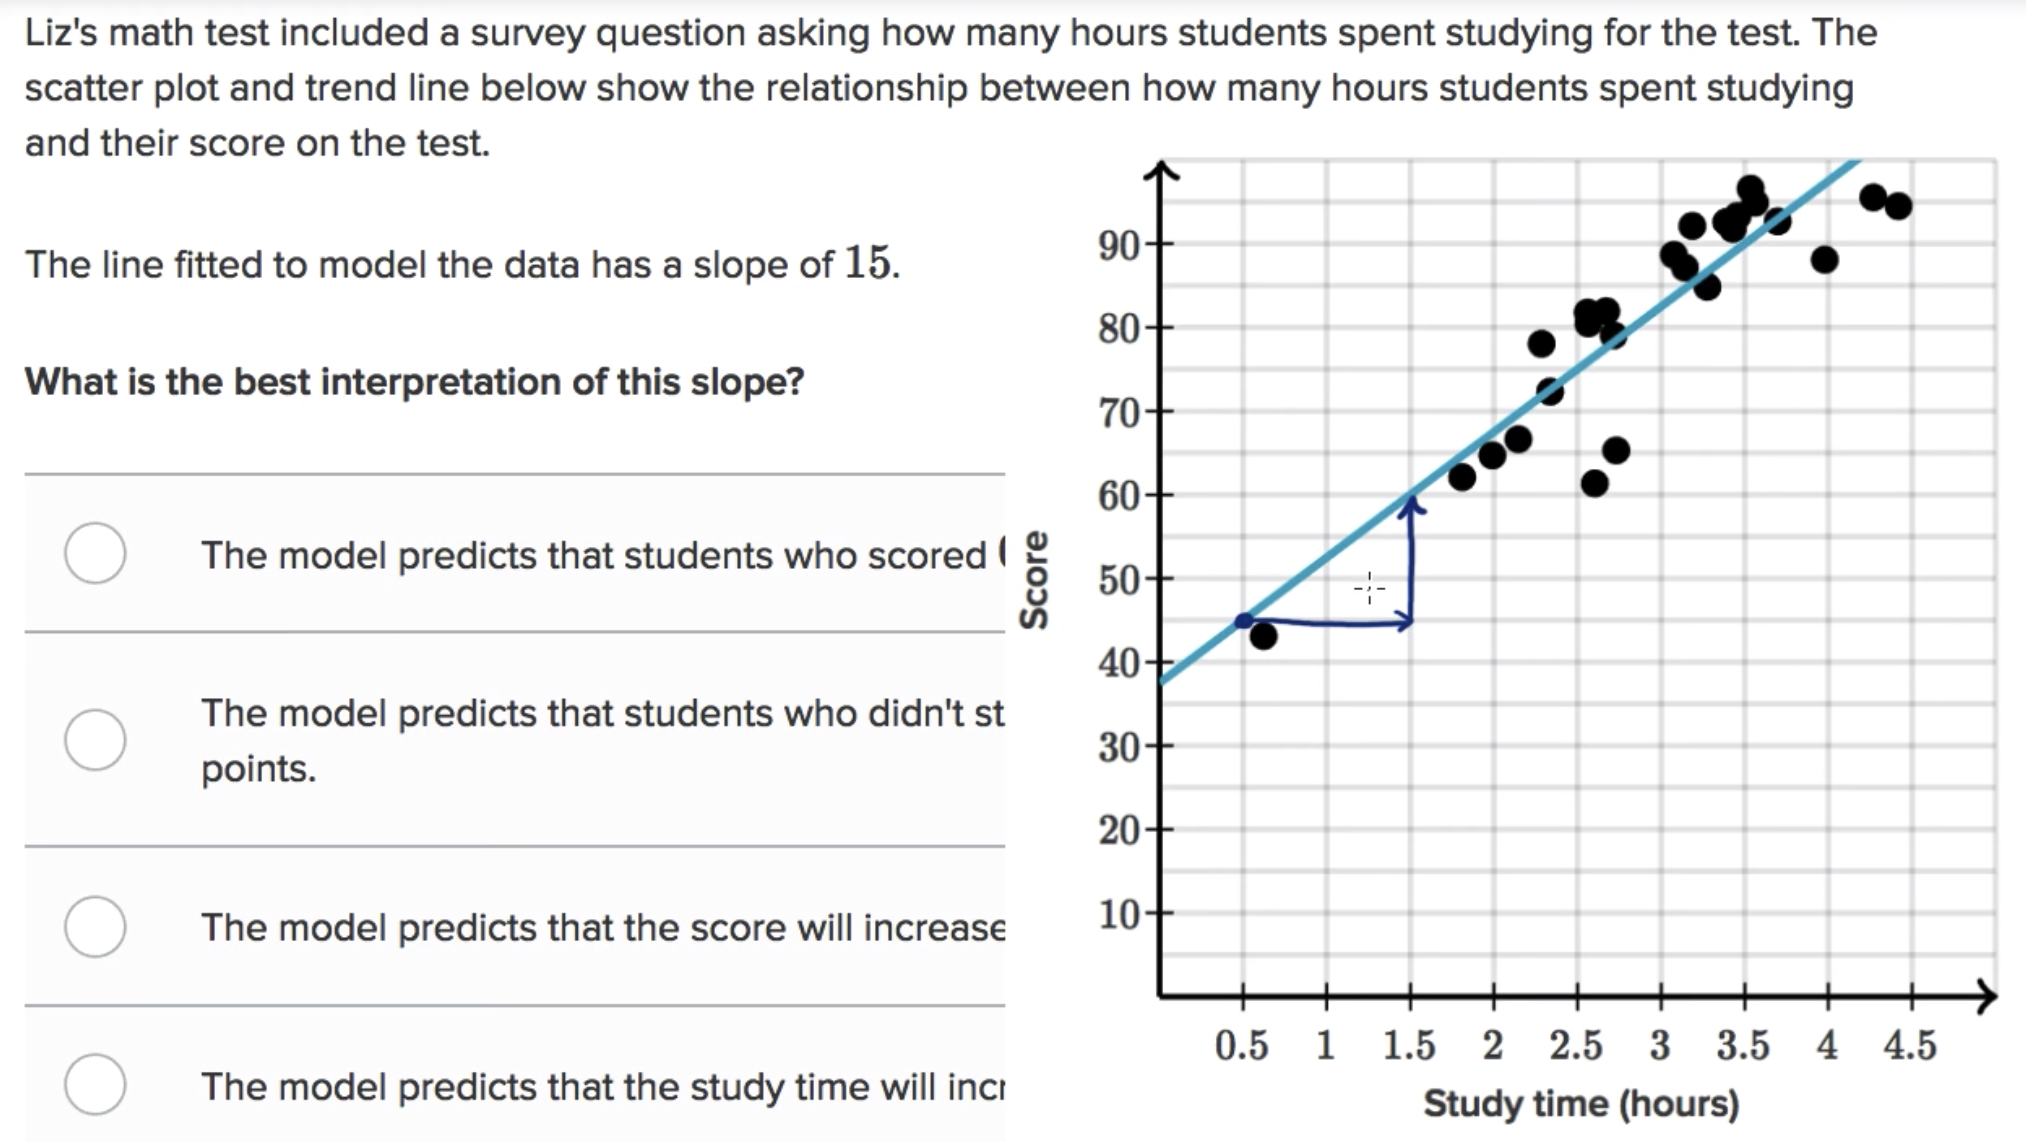 Liz's math test included a survey question asking how many hours students spent studying for the test. The
scatter plot and trend line below show the relationship between how many hours students spent studying
and their score on the test.
The line fitted to model the data has a slope of 15.
What is the best interpretation of this slope?
The model predicts that students who scored
The model predicts that students who didn't st
points.
The model predicts that the score will increase
The model predicts that the study time will incr
Score
90
80
70
60
50
40
30
20
10
0.5 1 1.5 2 2.5 3 3.5 4 4.5
Study time (hours)